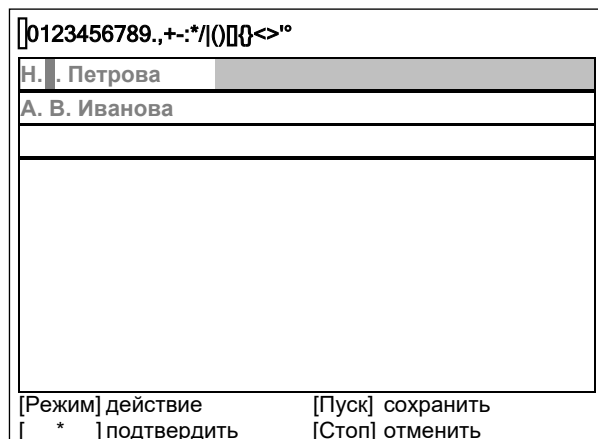 0123456789.,+-:*/|()[]{}<>'°
Н. . Петрова
А. В. Иванова
[Режим] действие [Пуск] сохранить
[ * ] подтвердить [Стоп] отменить